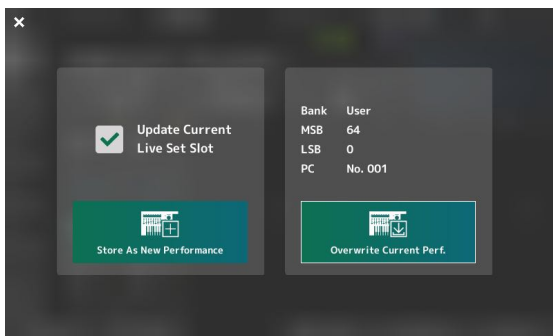 Update Current
Live Set Slot
Store As New Performance
Bank User
MSB 64
LSB 0
PC No. 001
Overwrite Current Perf.